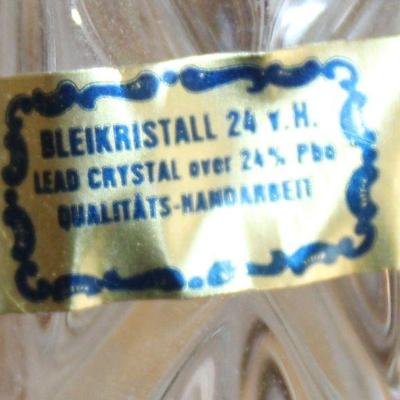 BLEIKRISTALL 24 v.H.
LEAD CRYSTAL over 24% Pbo
QUALITÄTS-HANDARBEIT